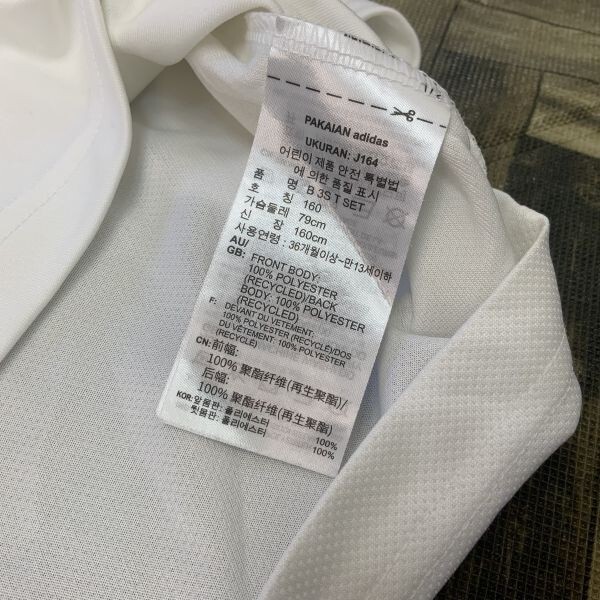 PAKAIAN adidas
UKURAN: J164
어린이 제품 안전 특별법
에 의한 품질 표시
품 명 B 3S T SET
호 칭 160
가슴둘레 79cm
신 장 160cm
사용연령 : 36개월이상~만13세이하
AU/
GB: FRONT BODY:
100% POLYESTER
(RECYCLED)/BACK
BODY: 100% POLYESTER
(RECYCLED)
F: DEVANT DU VETEMENT:
100% POLYESTER (RECYCLÉ)/DOS
DU VÊTEMENT: 100% POLYESTER
(RECYCLÉ)
CN: 前幅:
100% 聚酯纤维(再生聚酯)/
后幅:
100% 聚酯纤维(再生聚酯)
KOR: 앞몸판: 폴리에스터 100%
뒷몸판: 폴리에스터 100%